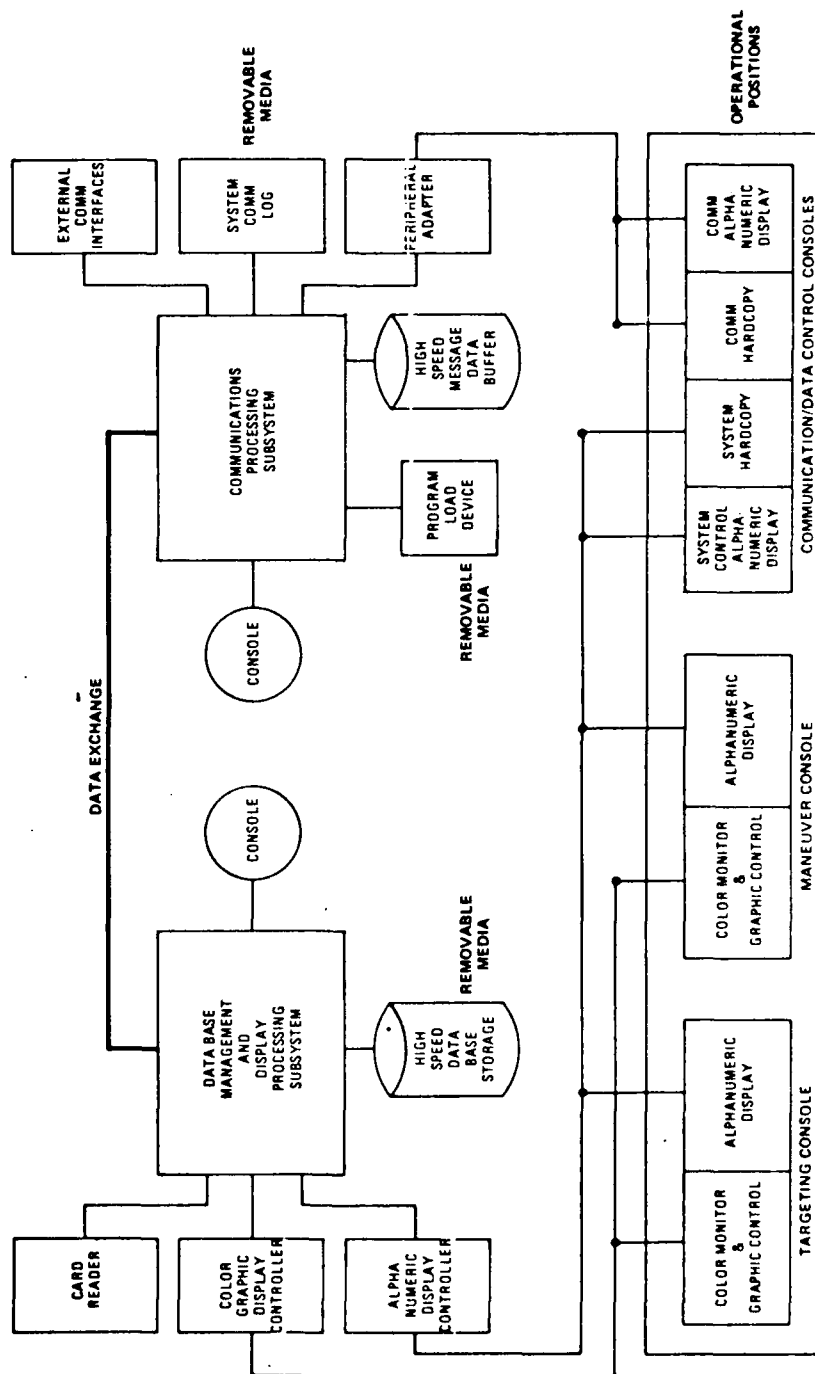 DATA EXCHANGE
CARD
READER
COLOR
GRAPHIC
DISPLAY
CONTROLLER
ALPHA
NUMERIC
DISPLAY
CONTROLLER
DATA BASE
MANAGEMENT
AND
DISPLAY
PROCESSING
SUBSYSTEM
CONSOLE
HIGH
SPEED
DATA
BASE
STORAGE
REMOVABLE
MEDIA
CONSOLE
COMMUNICATIONS
PROCESSING
SUBSYSTEM
PROGRAM
LOAD
DEVICE
REMOVABLE
MEDIA
HIGH
SPEED
MESSAGE
DATA
BUFFER
EXTERNAL
COMM
INTERFACES
SYSTEM
COMM
LOG
REMOVABLE
MEDIA
PERIPHERAL
ADAPTER
OPERATIONAL
POSITIONS
COLOR MONITOR
&
GRAPHIC CONTROL
ALPHANUMERIC
DISPLAY
TARGETING CONSOLE
COLOR MONITOR
&
GRAPHIC CONTROL
ALPHANUMERIC
DISPLAY
MANEUVER CONSOLE
SYSTEM
CONTROL
ALPHA-
NUMERIC
DISPLAY
SYSTEM
HARDCOPY
COMM
HARDCOPY
COMM
ALPHA
NUMERIC
DISPLAY
COMMUNICATION/DATA CONTROL CONSOLES